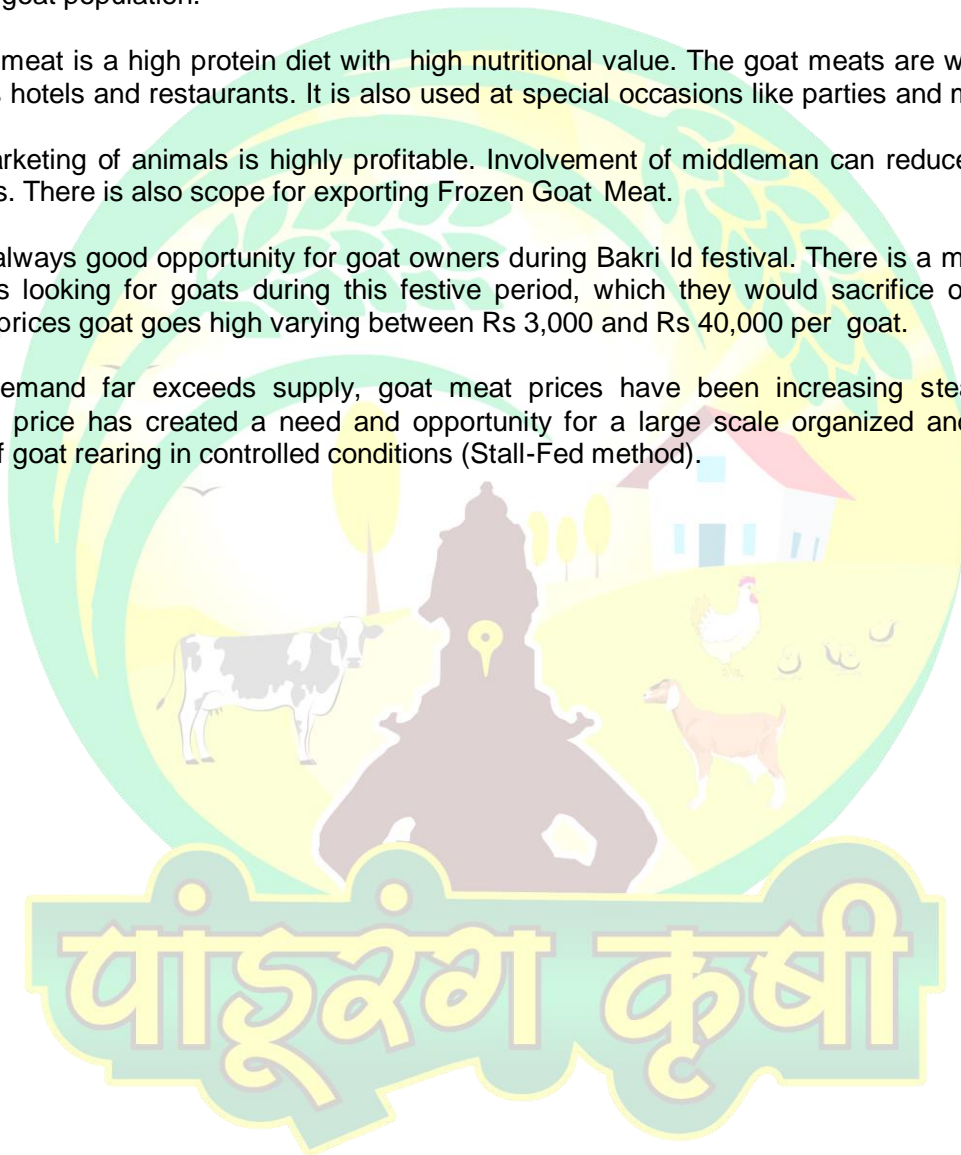 goat population.
meat is a high protein diet with high nutritional value. The goat meats are
hotels and restaurants. It is also used at special occasions like parties and
marketing of animals is highly profitable. Involvement of middleman can reduce
There is also scope for exporting Frozen Goat Meat.
always good opportunity for goat owners during Bakri Id festival. There is a
looking for goats during this festive period, which they would sacrifice
prices goat goes high varying between Rs 3,000 and Rs 40,000 per goat.
demand far exceeds supply, goat meat prices have been increasing
price has created a need and opportunity for a large scale organized
goat rearing in controlled conditions (Stall-Fed method).
पांडूरंग कृषी